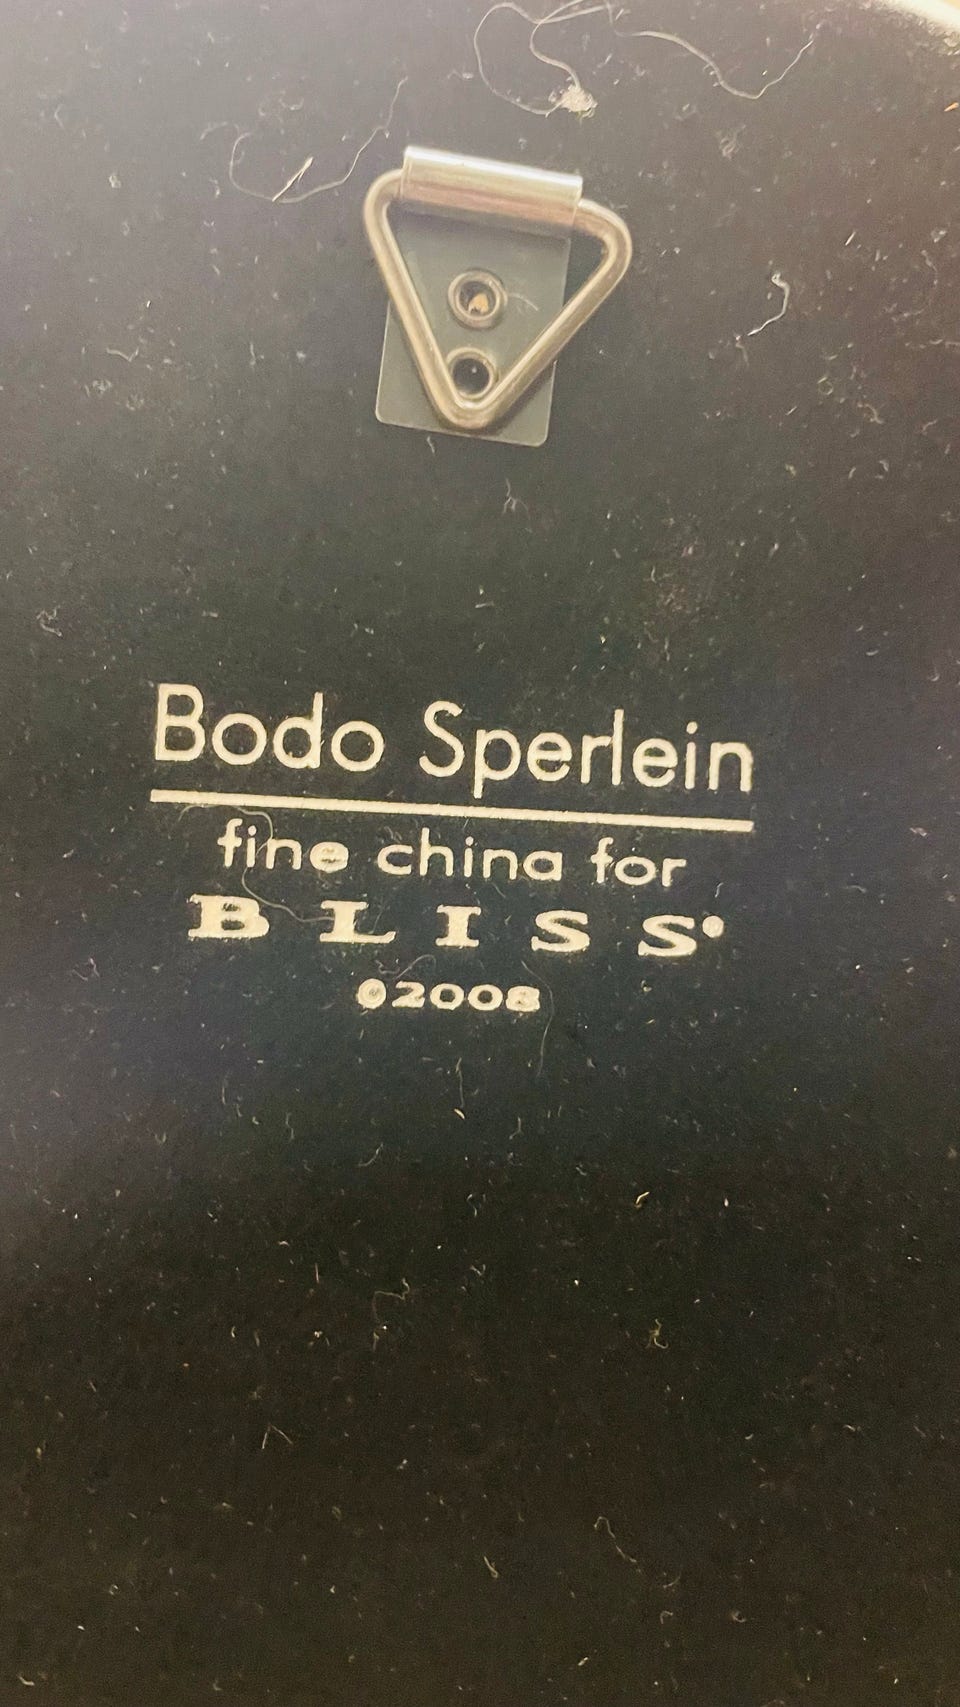 Bodo Sperlein
fine china for
BLISS®
©2008